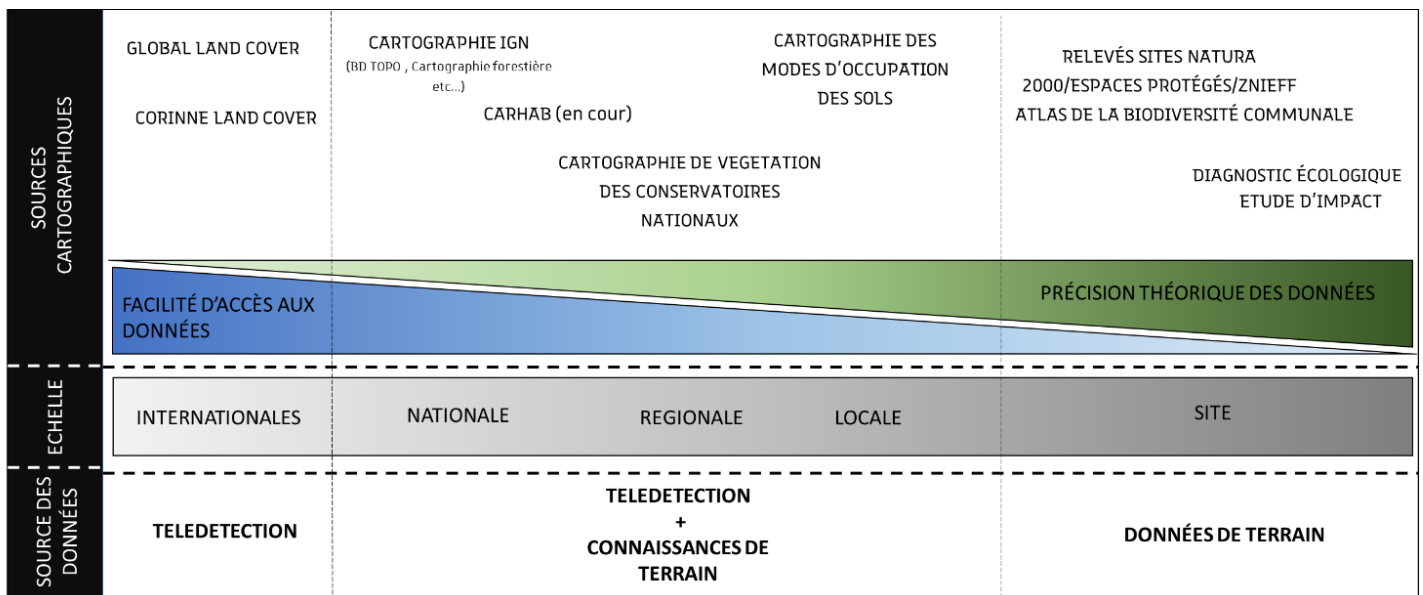 SOURCES
CARTOGRAPHIQUES
GLOBAL LAND COVER
CORINNE LAND COVER
CARTOGRAPHIE IGN
(BD TOPO , Cartographie forestière
etc...)
CARHAB (en cour)
CARTOGRAPHIE DE VEGETATION
DES CONSERVATOIRES
NATIONAUX
CARTOGRAPHIE DES
MODES D'OCCUPATION
DES SOLS
RELEVÉS SITES NATURA
2000/ESPACES PROTÉGÉS/ZNIEFF
ATLAS DE LA BIODIVERSITÉ COMMUNALE
DIAGNOSTIC ÉCOLOGIQUE
ETUDE D'IMPACT
FACILITÉ D'ACCÈS AUX
DONNÉES
PRÉCISION THÉORIQUE DES DONNÉES
ECHELLE
INTERNATIONALES
NATIONALE
REGIONALE
LOCALE
SITE
SOURCE DES
DONNÉES
TELEDETECTION
TELEDETECTION
+
CONNAISSANCES DE
TERRAIN
DONNÉES DE TERRAIN